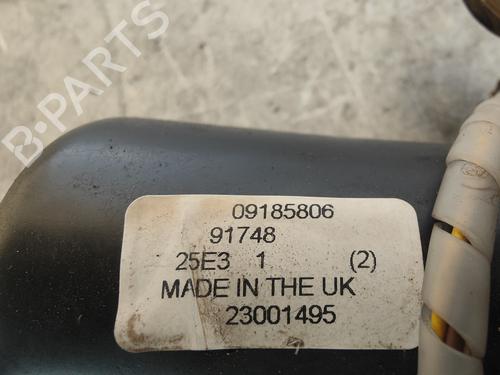 B-PARTS
09185806
91748
25E3 1 (2)
MADE IN THE UK
23001495